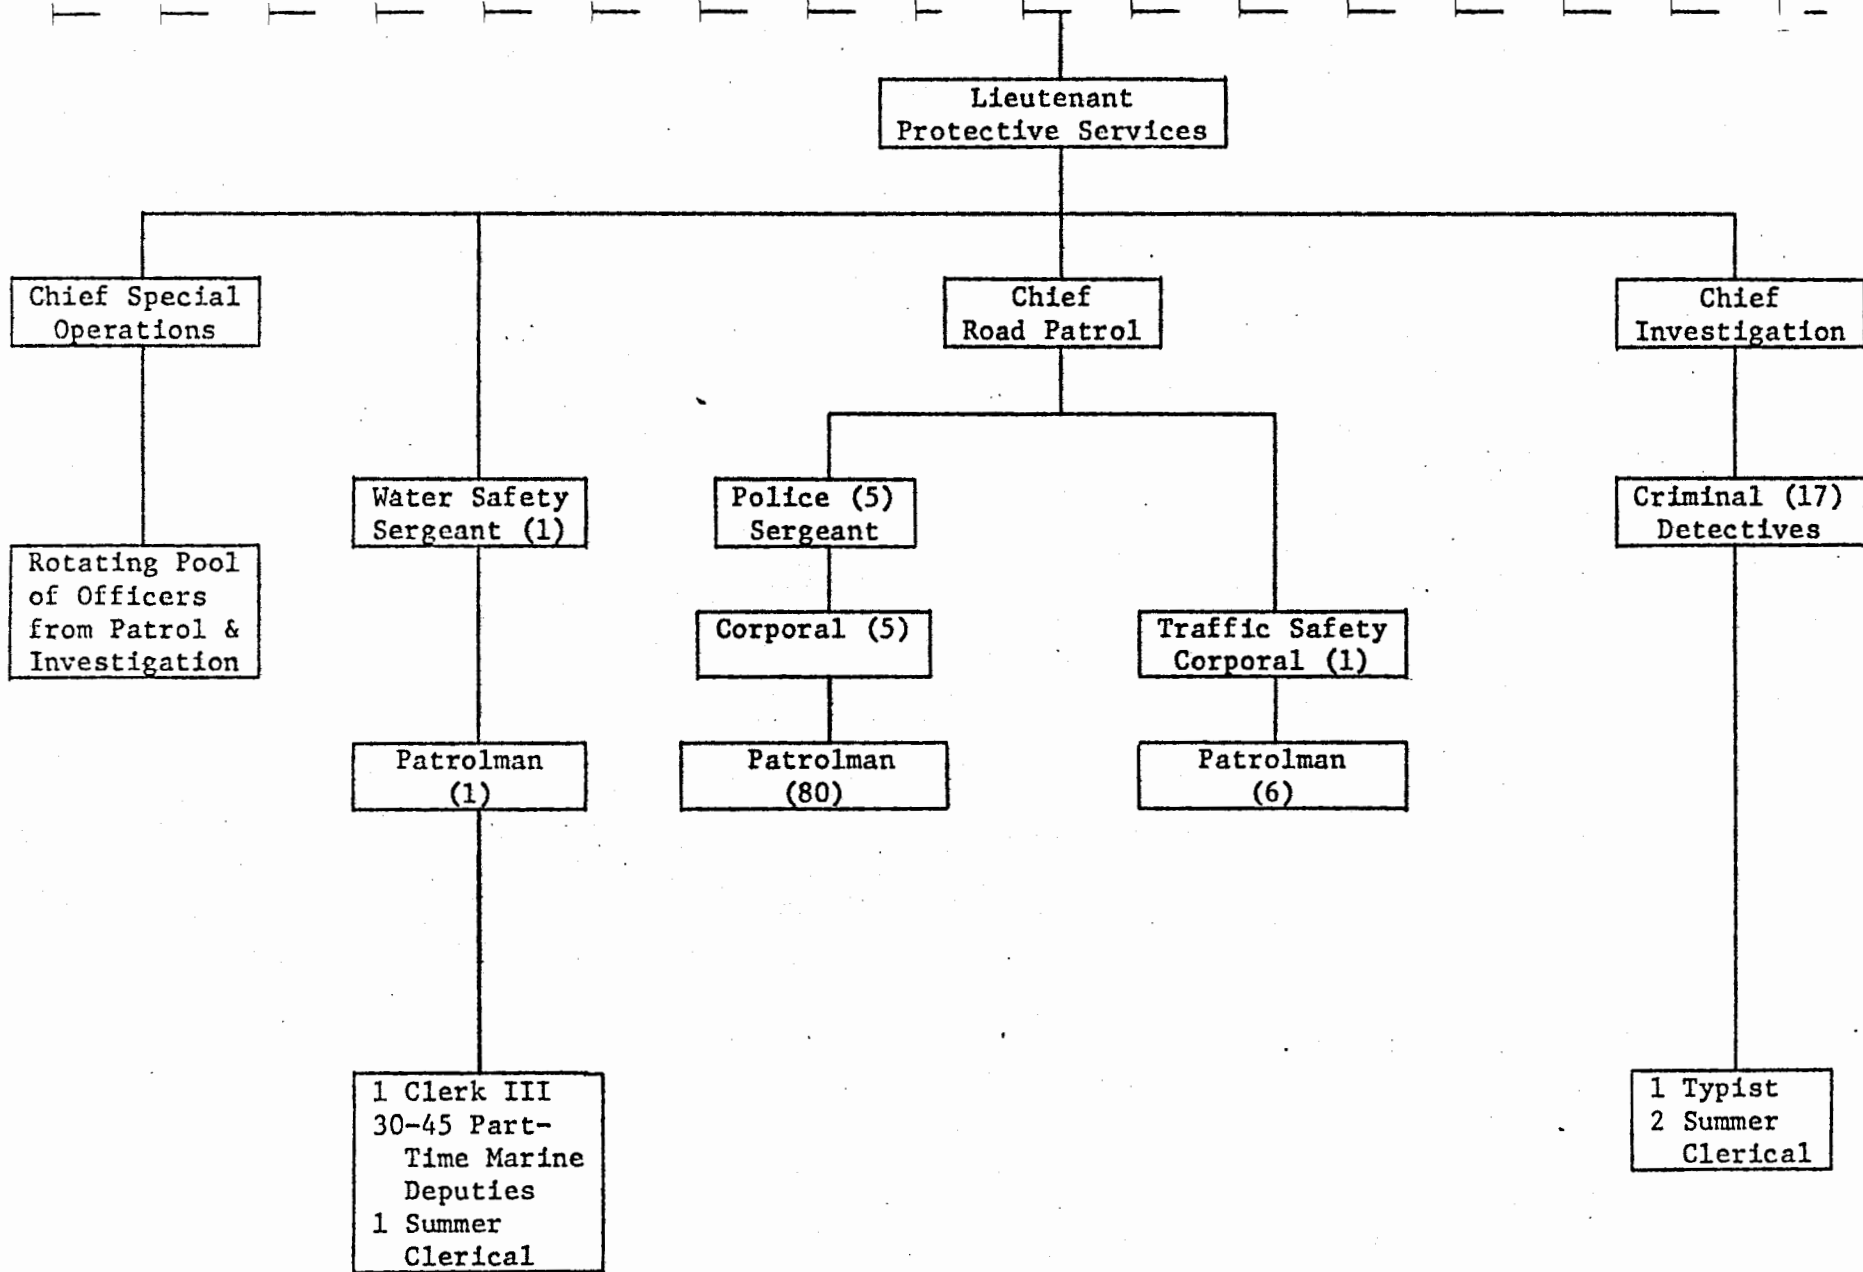 Lieutenant
Protective Services
Chief Special
Operations
Chief
Road Patrol
Chief
Investigation
Water Safety
Sergeant (1)
Police (5)
Sergeant
Criminal (17)
Detectives
Rotating Pool
of Officers
from Patrol &
Investigation
Corporal (5)
Traffic Safety
Corporal (1)
Patrolman
(1)
Patrolman
(80)
Patrolman
(6)
1 Clerk III
30-45 Part-
Time Marine
Deputies
1 Summer
Clerical
1 Typist
2 Summer
Clerical